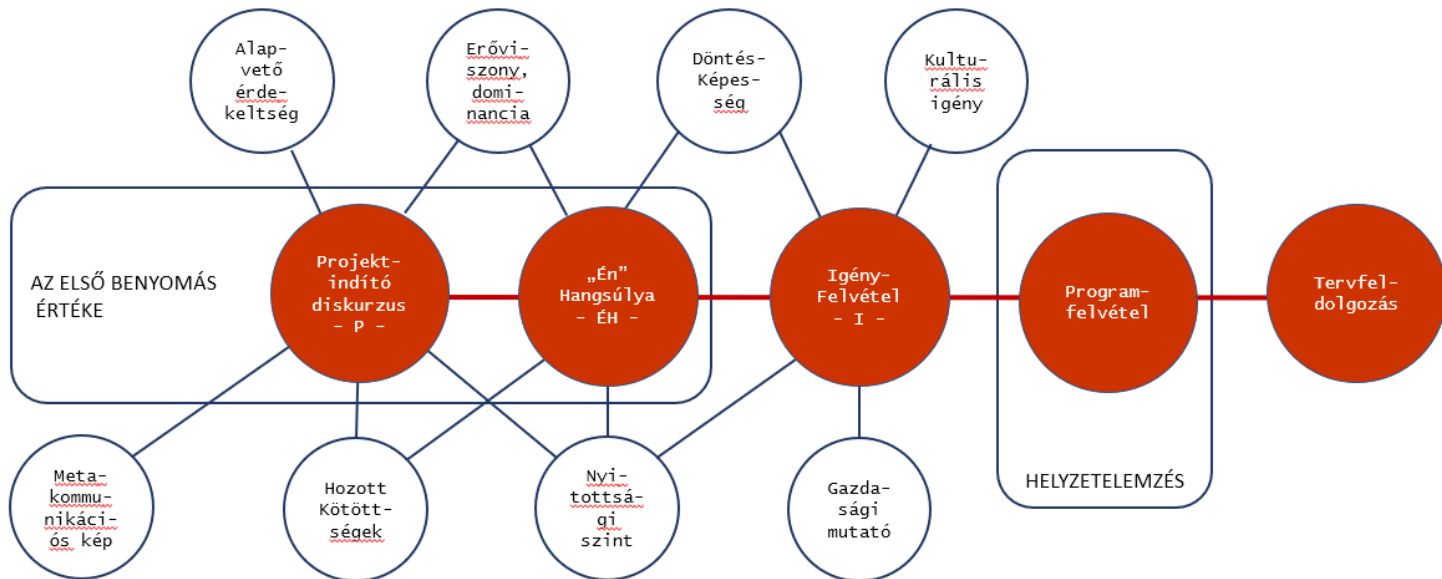 Alap-
vető
érde-
keltség
Erővi-
szony,
domi-
nancia
Döntés-
Képes-
ség
Kultu-
rális
igény
AZ ELSŐ BENYOMÁS
ÉRTÉKE
Projekt-
indító
diskurzus
- P -
„Én”
Hangsúlya
- ÉH -
Igény-
Felvétel
- I -
Program-
felvétel
Tervfel-
dolgozás
Meta-
kommu-
nikáci-
ós kép
Hozott
Kötött-
ségek
Nyi-
tottsá-
gi
szint
Gazda-
sági
mutató
HELYZETELEMZÉS